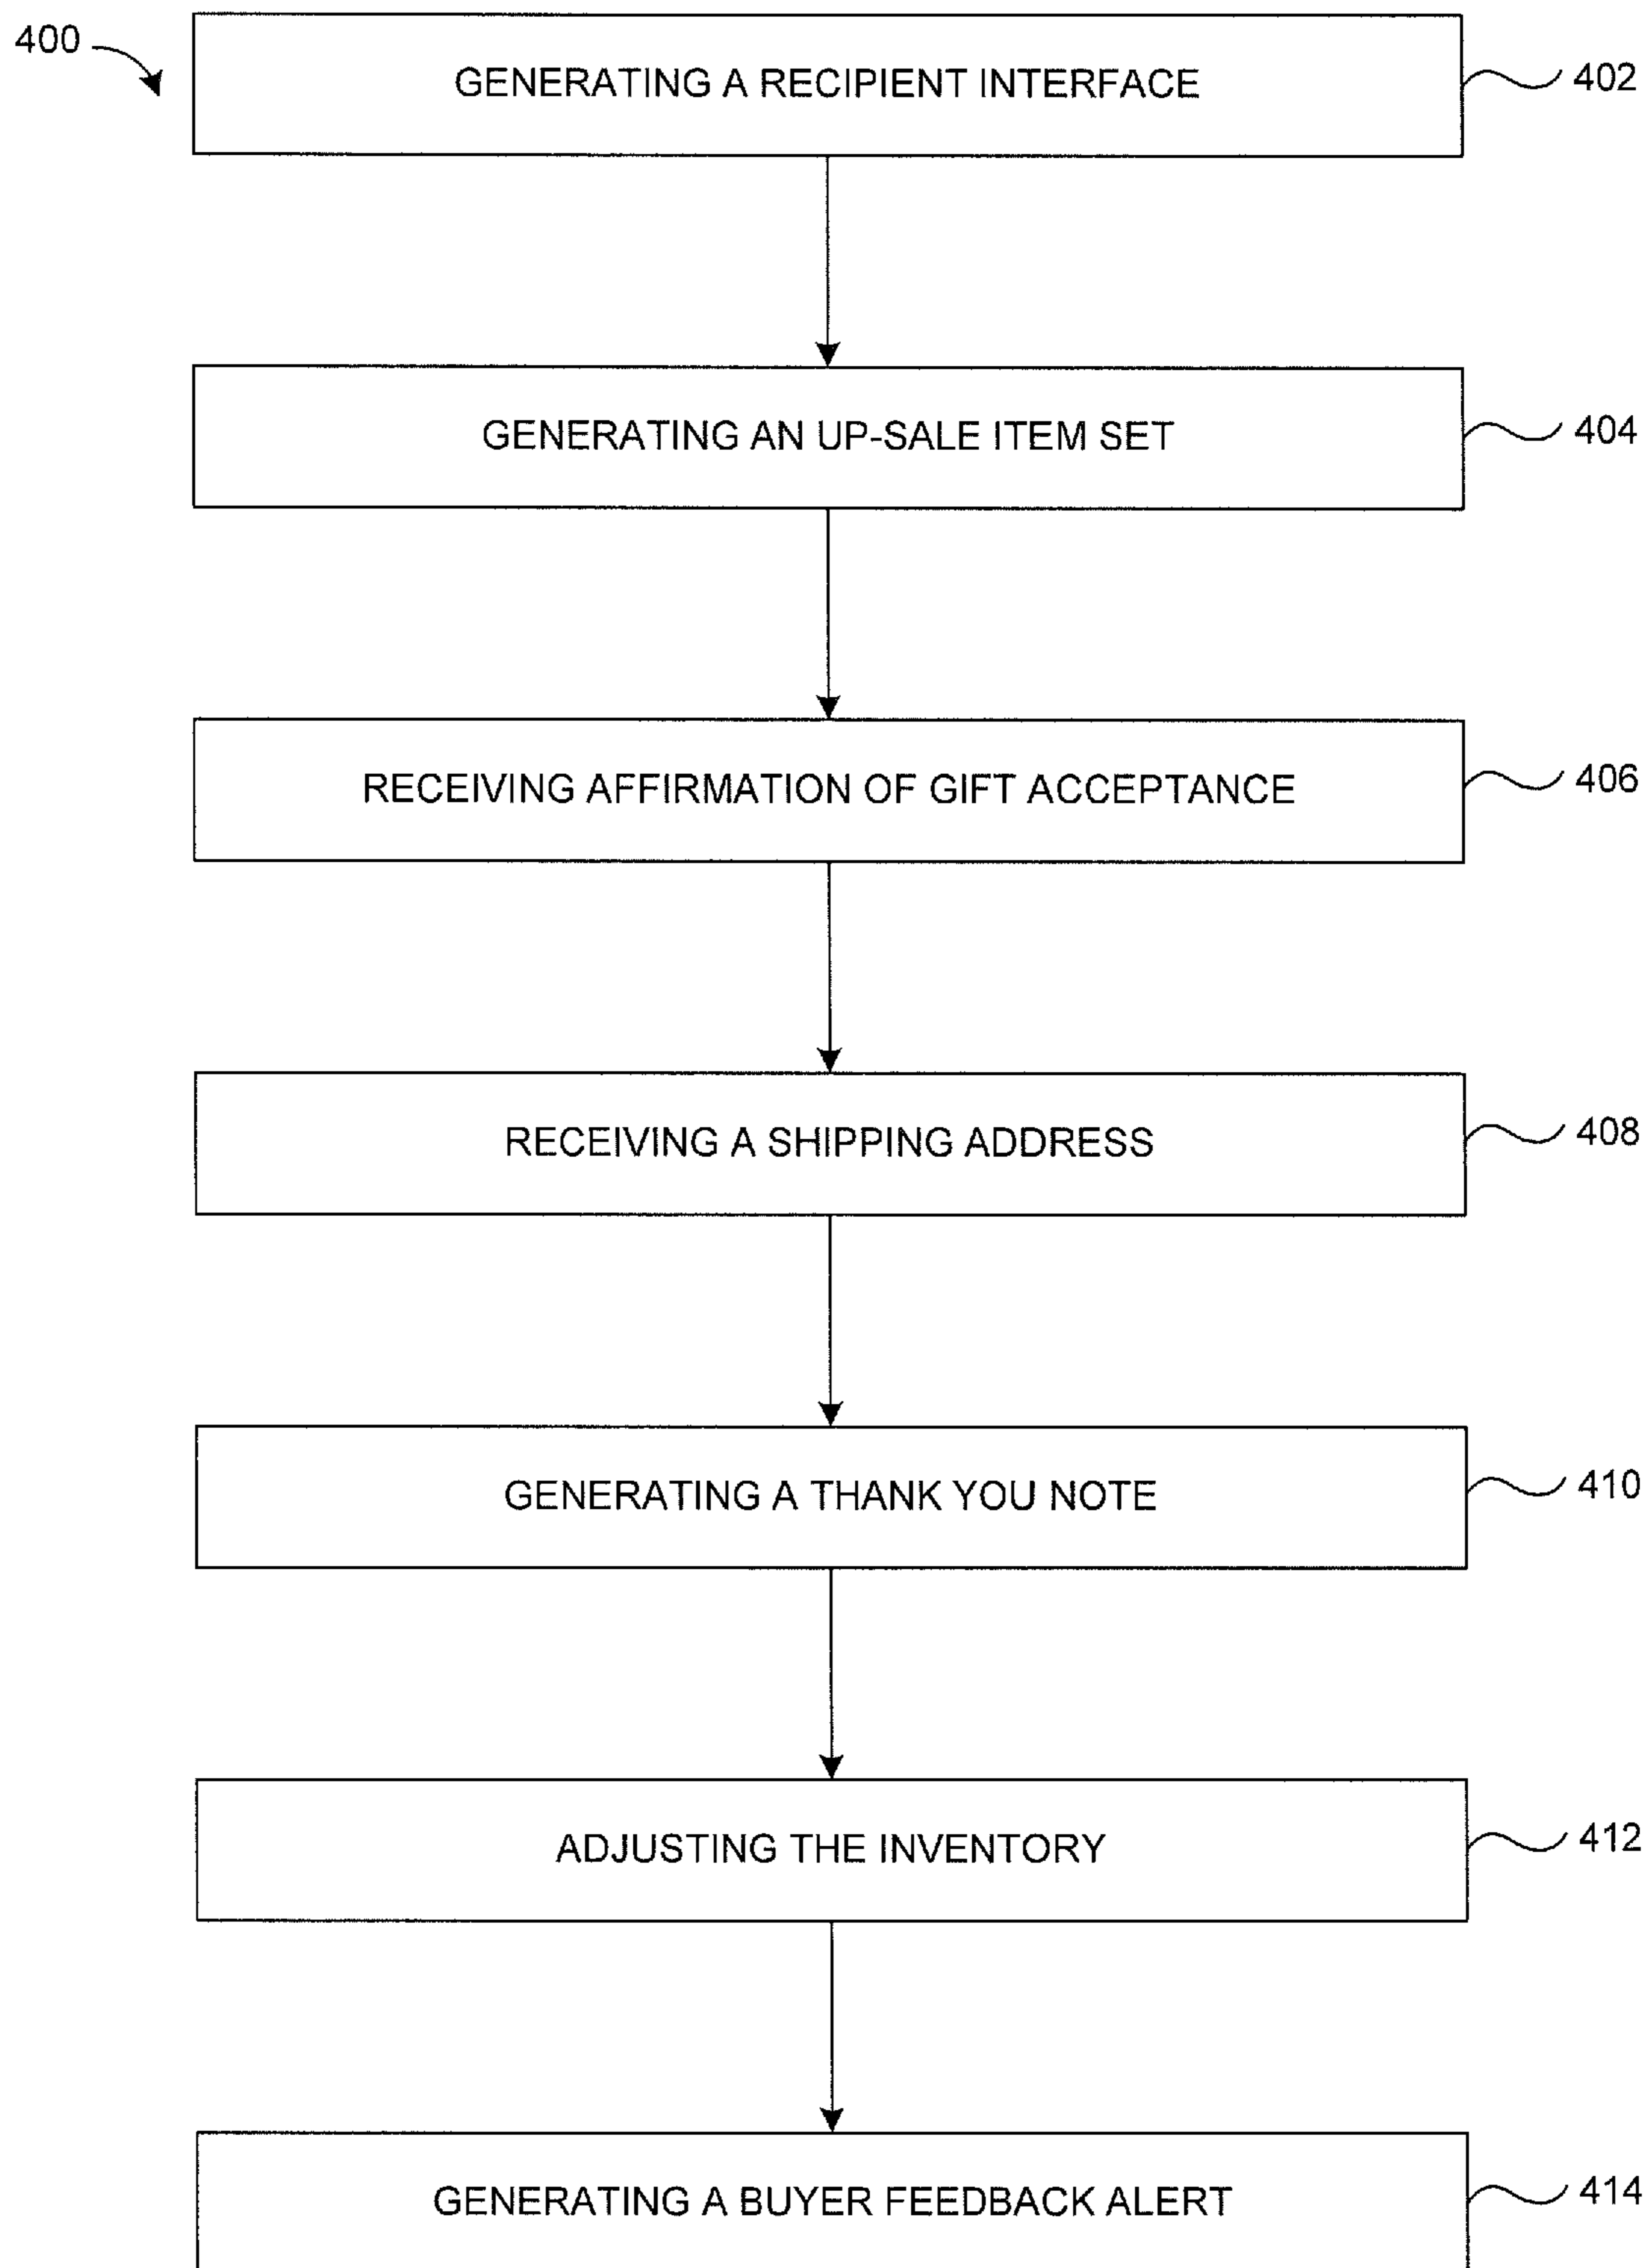 400
GENERATING A RECIPIENT INTERFACE
402
GENERATING AN UP-SALE ITEM SET
404
RECEIVING AFFIRMATION OF GIFT ACCEPTANCE
406
RECEIVING A SHIPPING ADDRESS
408
GENERATING A THANK YOU NOTE
410
ADJUSTING THE INVENTORY
412
GENERATING A BUYER FEEDBACK ALERT
414